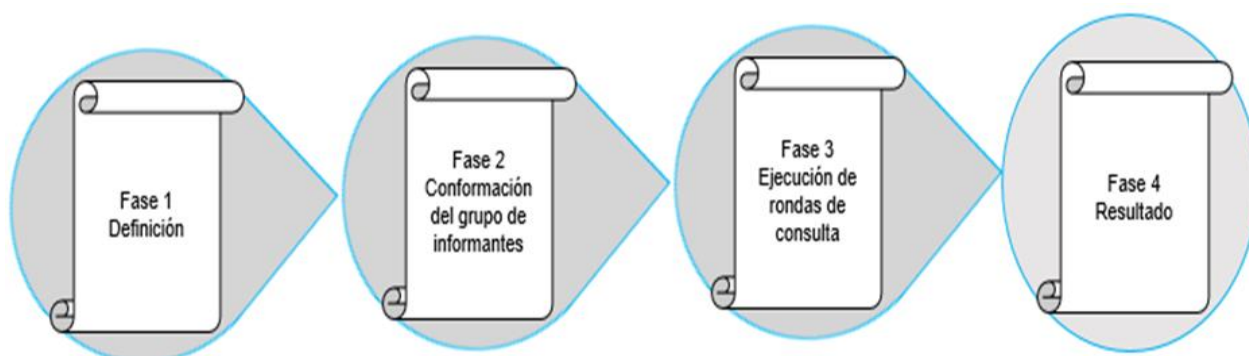 Fase 1
Definición
Fase 2
Conformación
del grupo de
informantes
Fase 3
Ejecución de
rondas de
consulta
Fase 4
Resultado